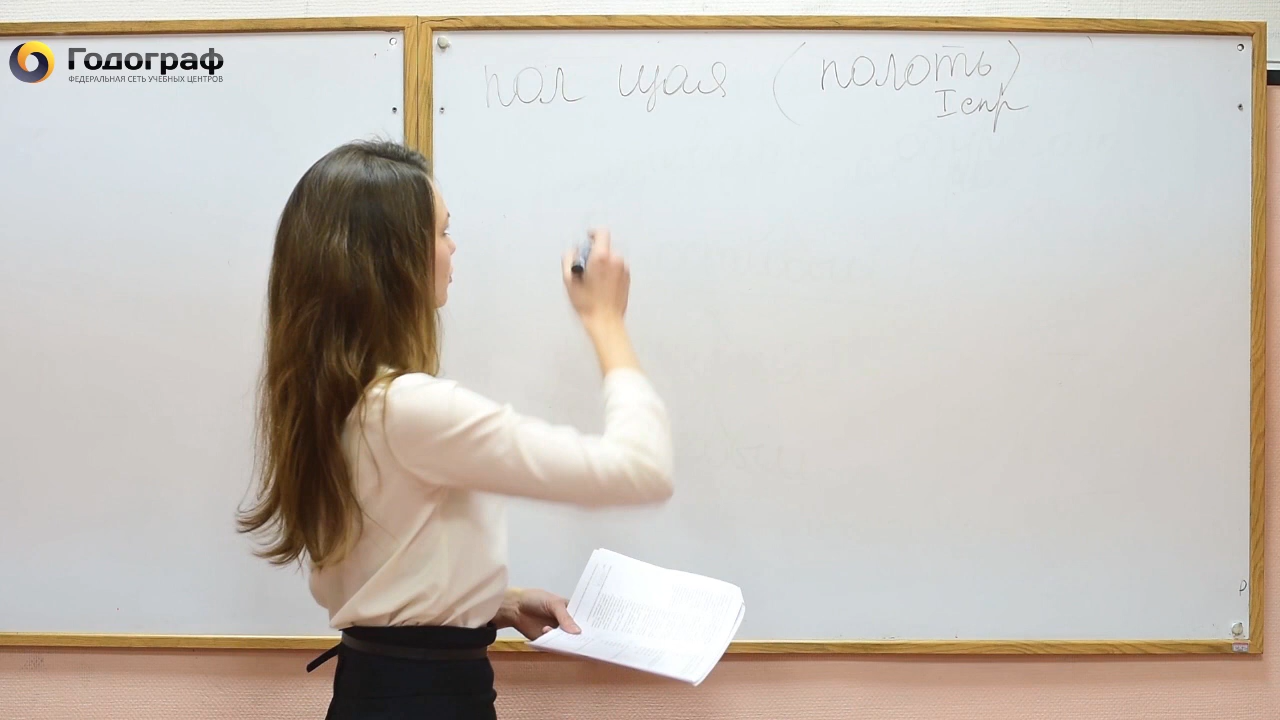 Годограф
ФЕДЕРАЛЬНАЯ СЕТЬ УЧЕБНЫХ ЦЕНТРОВ
пол щая (полоть)
I спр